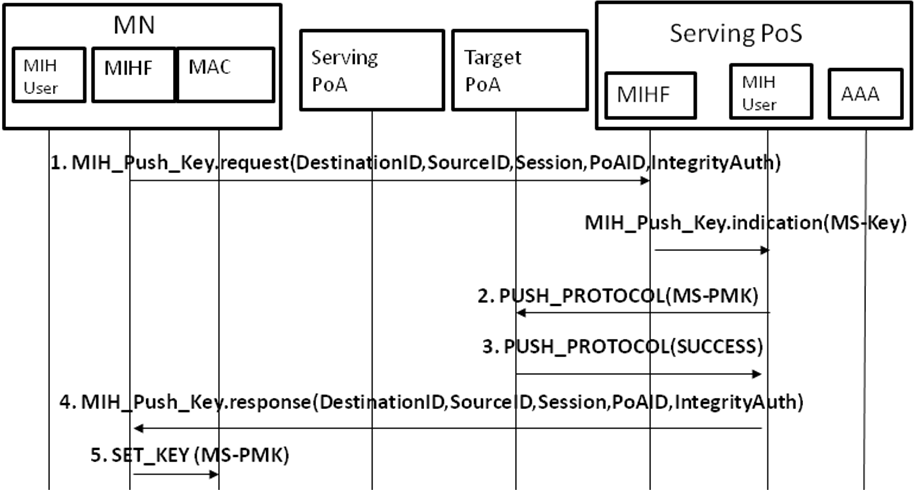 MN
MIH
User
MIHF
MAC
Serving
PoA
Target
PoA
Serving PoS
MIHF
MIH
User
AAA
1. MIH_Push_Key.request(DestinationID,SourceID,Session,PoAID,IntegrityAuth)
MIH_Push_Key.indication(MS-Key)
2. PUSH_PROTOCOL(MS-PMK)
3. PUSH_PROTOCOL(SUCCESS)
4. MIH_Push_Key.response(DestinationID,SourceID,Session,PoAID,IntegrityAuth)
5. SET_KEY (MS-PMK)